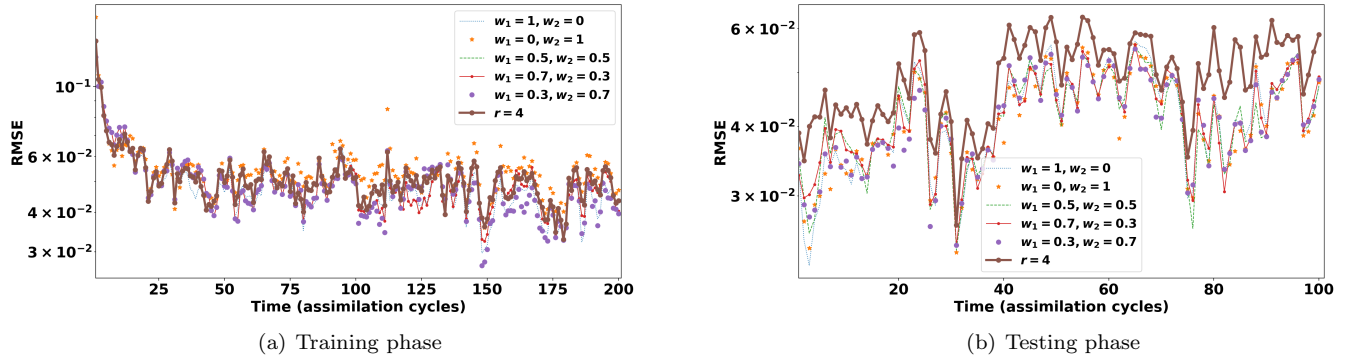 RMSE
10⁻¹
6 × 10⁻²
4 × 10⁻²
3 × 10⁻²
25 50 75 100 125 150 175 200
Time (assimilation cycles)
w₁ = 1, w₂ = 0
w₁ = 0, w₂ = 1
w₁ = 0.5, w₂ = 0.5
w₁ = 0.7, w₂ = 0.3
w₁ = 0.3, w₂ = 0.7
r = 4
(a) Training phase
RMSE
6 × 10⁻²
4 × 10⁻²
3 × 10⁻²
20 40 60 80 100
Time (assimilation cycles)
w₁ = 1, w₂ = 0
w₁ = 0, w₂ = 1
w₁ = 0.5, w₂ = 0.5
w₁ = 0.7, w₂ = 0.3
w₁ = 0.3, w₂ = 0.7
r = 4
(b) Testing phase